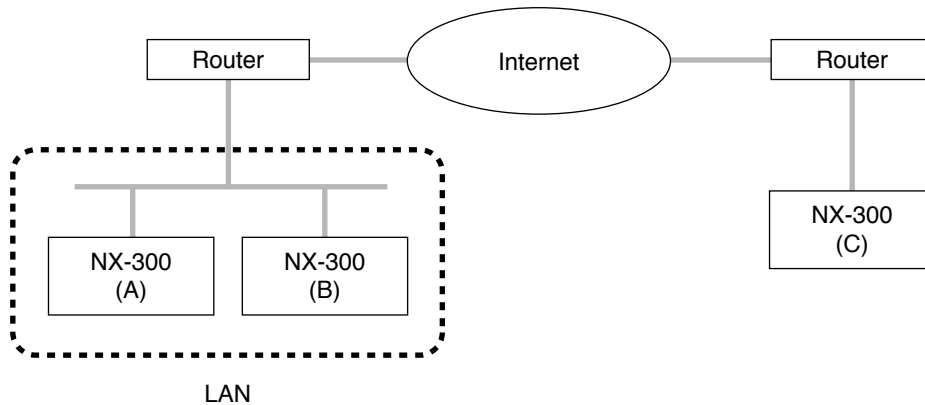 Router
Internet
Router
NX-300
(A)
NX-300
(B)
NX-300
(C)
LAN